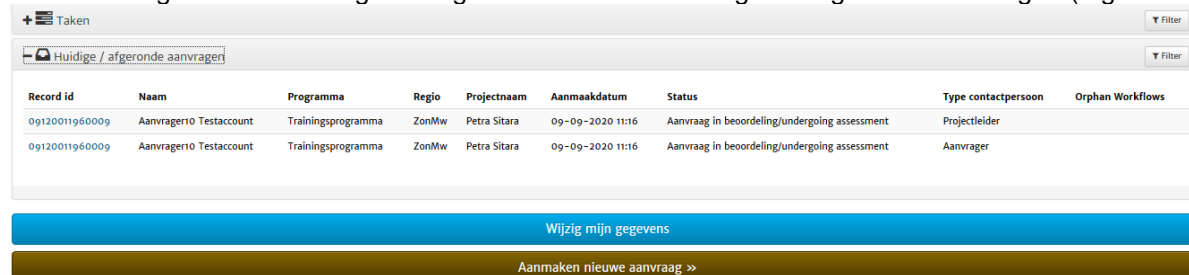 Taken
Filter
Huidige / afgeronde aanvragen
Filter
Record id Naam Programma Regio Projectnaam Aanmaakdatum Status Type contactpersoon Orphan Workflows
09120011960009 Aanvrager10 Testaccount Trainingsprogramma ZonMw Petra Sitara 09-09-2020 11:16 Aanvraag in beoordeling/undergoing assessment Projectleider
09120011960009 Aanvrager10 Testaccount Trainingsprogramma ZonMw Petra Sitara 09-09-2020 11:16 Aanvraag in beoordeling/undergoing assessment Aanvrager
Wijzig mijn gegevens
Aanmaken nieuwe aanvraag »